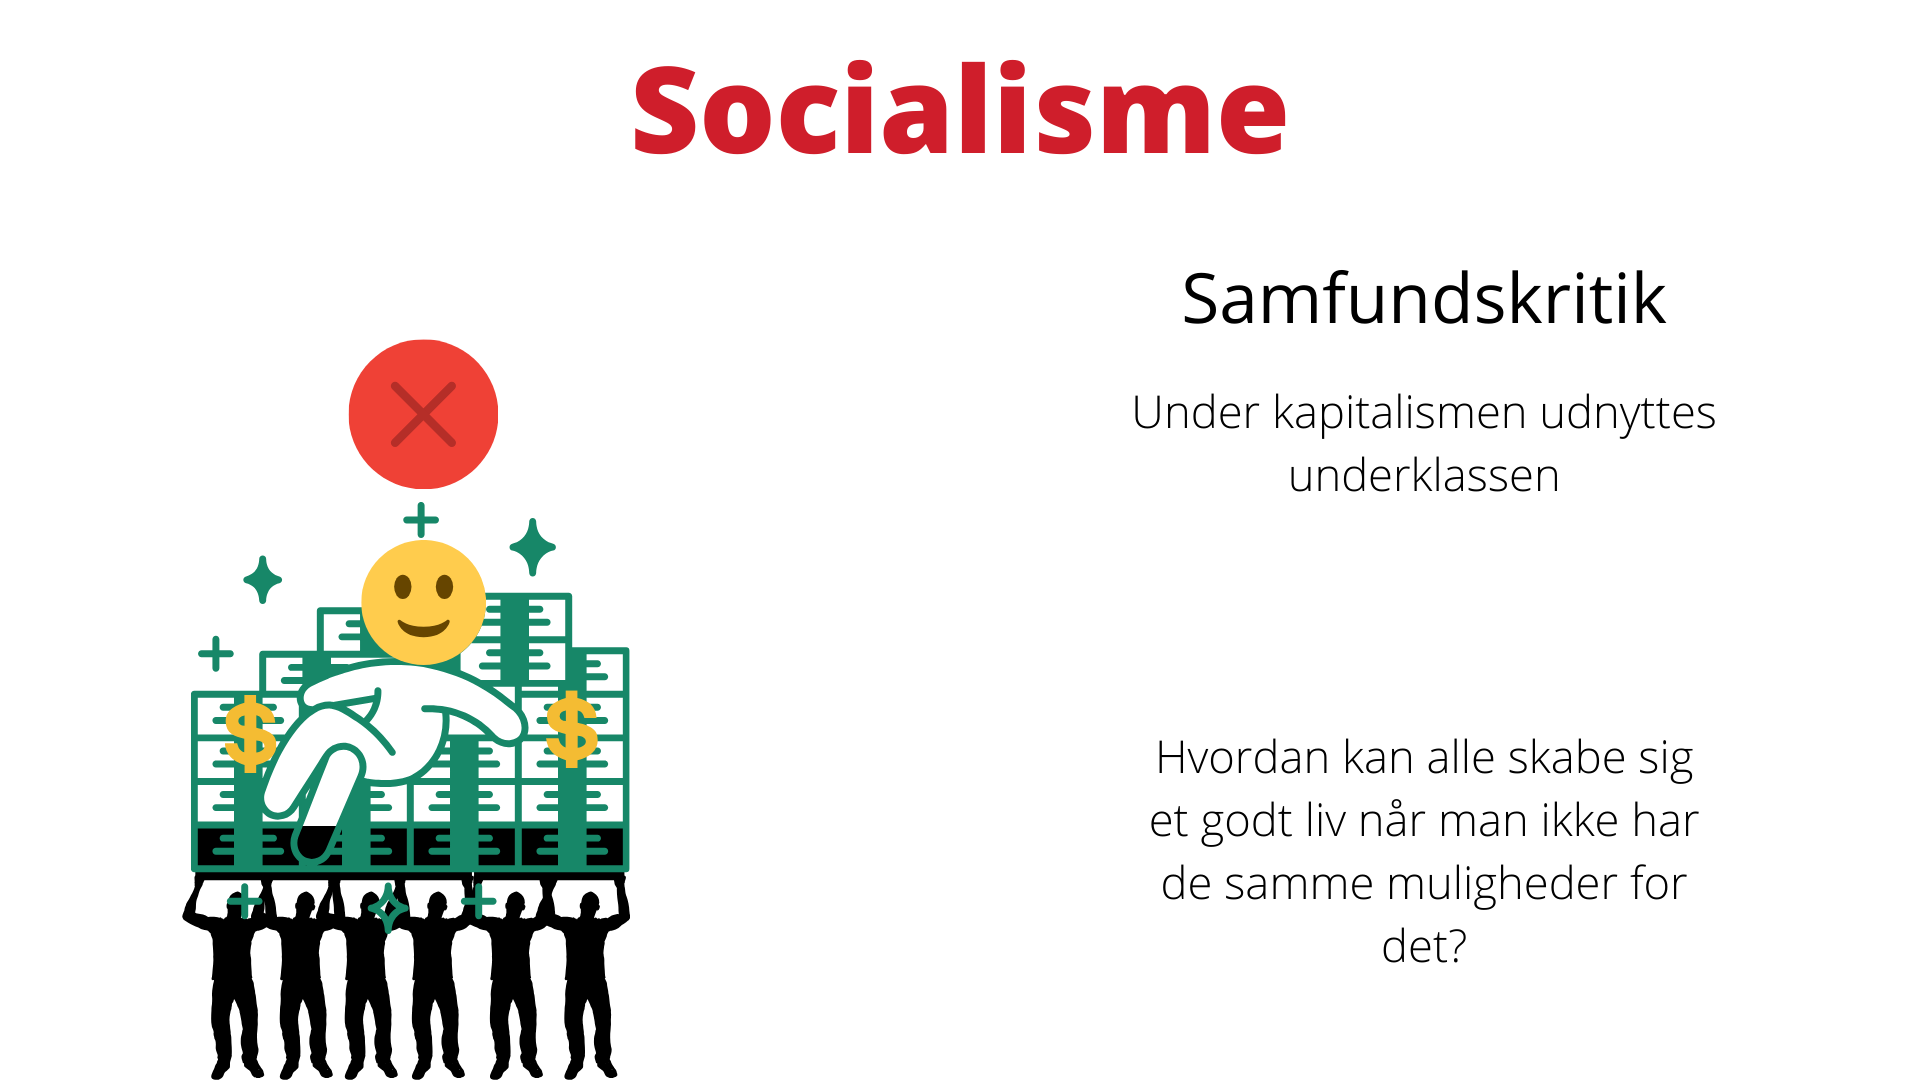 Socialisme
Samfundskritik
Under kapitalismen udnyttes
underklassen
$ $
Hvordan kan alle skabe sig
et godt liv når man ikke har
de samme muligheder for
det?